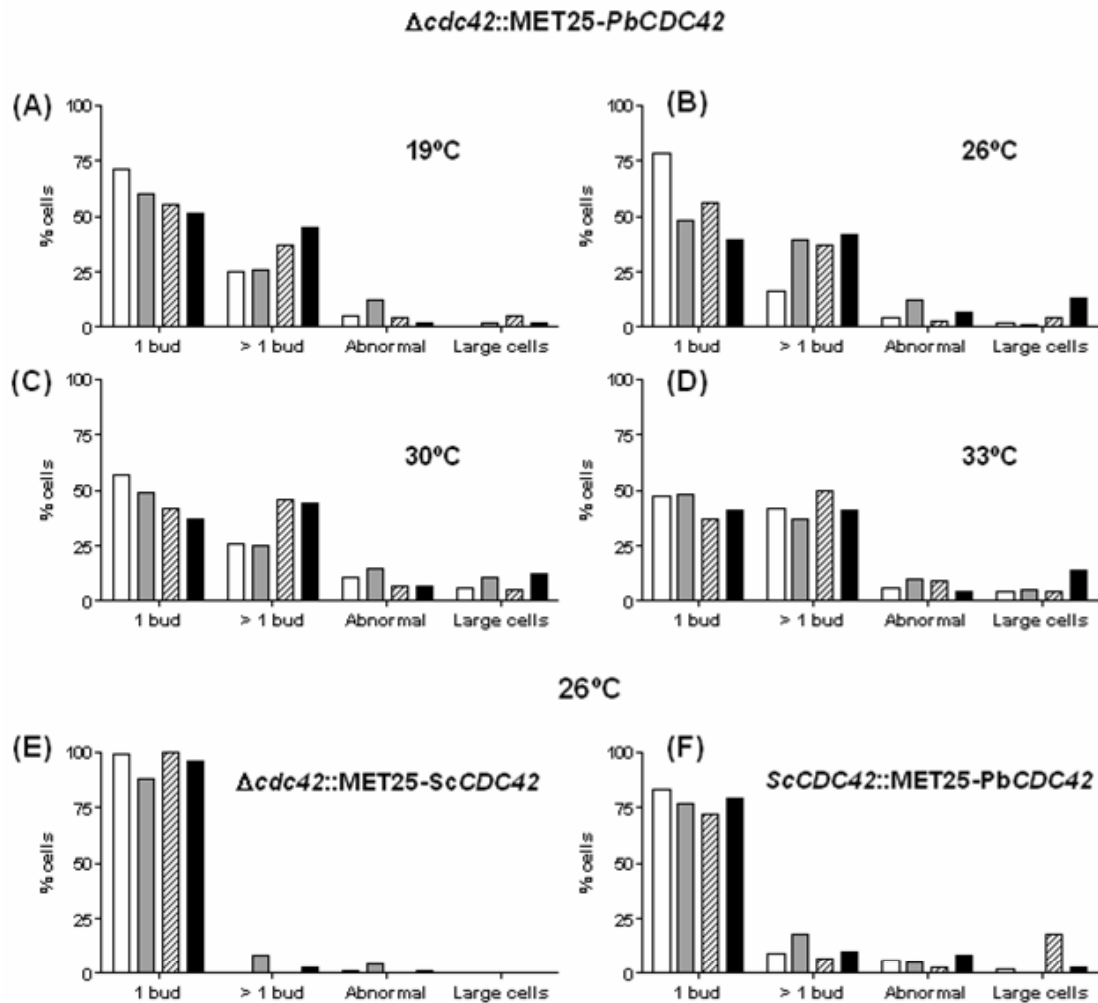 Δcdc42::MET25-PbCDC42
(A)
19ºC
100
75
50
25
0
% cells
1 bud > 1 bud Abnormal Large cells
(B)
26ºC
100
75
50
25
0
% cells
1 bud > 1 bud Abnormal Large cells
(C)
30ºC
100
75
50
25
0
% cells
1 bud > 1 bud Abnormal Large cells
(D)
33ºC
100
75
50
25
0
% cells
1 bud > 1 bud Abnormal Large cells
26ºC
(E)
Δcdc42::MET25-ScCDC42
100
75
50
25
0
% cells
1 bud > 1 bud Abnormal Large cells
(F)
ScCDC42::MET25-PbCDC42
100
75
50
25
0
% cells
1 bud > 1 bud Abnormal Large cells